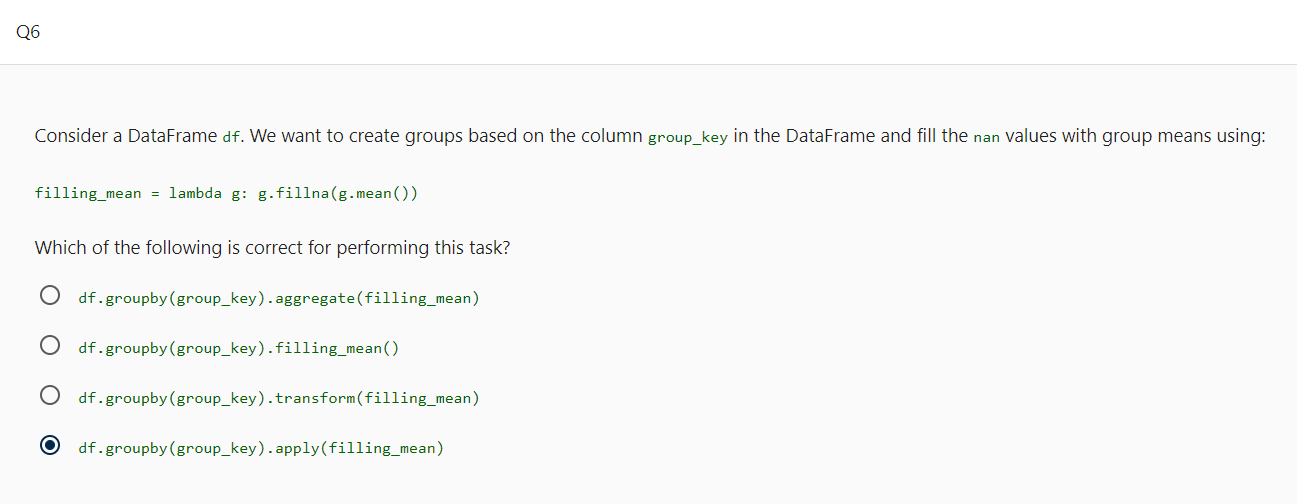 Q6
Consider a DataFrame df. We want to create groups based on the column group_key in the DataFrame and fill the nan values with group means using:
filling_mean = lambda g: g.fillna(g.mean())
Which of the following is correct for performing this task?
df.groupby(group_key).aggregate(filling_mean)
df.groupby(group_key).filling_mean()
df.groupby(group_key).transform(filling_mean)
df.groupby(group_key).apply(filling_mean)